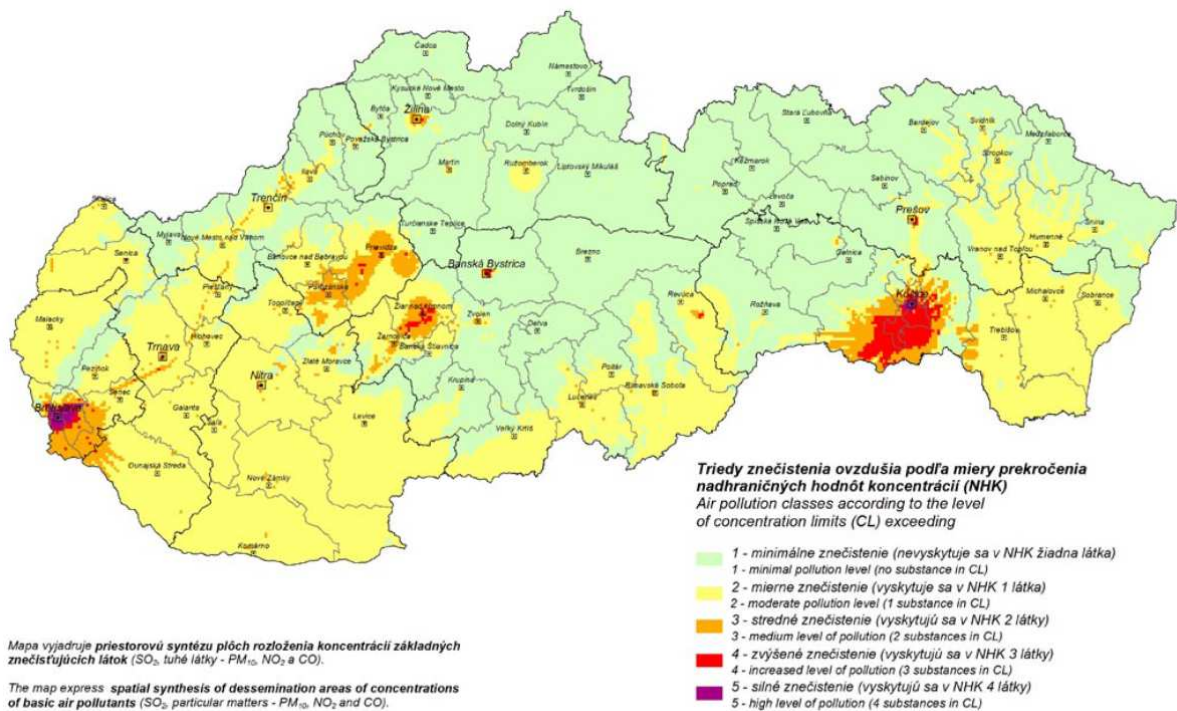 Čadca
Námestovo
Tvrdošín
Kysucké Nové Mesto
Bytča
Žilina
Dolný Kubín
Stará Ľubovňa
Bardejov
Svidník
Stropkov
Medzilaborce
Púchov
Považská Bystrica
Martin
Ružomberok
Liptovský Mikuláš
Kežmarok
Poprad
Levoča
Sabinov
Prešov
Ilava
Trenčín
Turčianske Teplice
Spišská Nová Ves
Gelnica
Snina
Humenné
Vranov nad Topľou
Skalica
Myjava
Nové Mesto nad Váhom
Bánovce nad Bebravou
Prievidza
Senica
Piešťany
Partizánske
Topoľčany
Banská Bystrica
Brezno
Revúca
Rožňava
Košice
Michalovce
Sobrance
Trebišov
Malacky
Hlohovec
Trnava
Žiar nad Hronom
Zvolen
Detva
Žarnovica
Banská Štiavnica
Zlaté Moravce
Pezinok
Nitra
Krupina
Poltár
Rimavská Sobota
Lučenec
Bratislava
Senec
Galanta
Šaľa
Levice
Veľký Krtíš
Dunajská Streda
Nové Zámky
Komárno
Triedy znečistenia ovzdušia podľa miery prekročenia
nadhraničných hodnôt koncentrácií (NHK)
Air pollution classes according to the level
of concentration limits (CL) exceeding
1 - minimálne znečistenie (nevyskytuje sa v NHK žiadna látka)
1 - minimal pollution level (no substance in CL)
2 - mierne znečistenie (vyskytuje sa v NHK 1 látka)
2 - moderate pollution level (1 substance in CL)
3 - stredné znečistenie (vyskytujú sa v NHK 2 látky)
3 - medium level of pollution (2 substances in CL)
4 - zvýšené znečistenie (vyskytujú sa v NHK 3 látky)
4 - increased level of pollution (3 substances in CL)
5 - silné znečistenie (vyskytujú sa v NHK 4 látky)
5 - high level of pollution (4 substances in CL)
Mapa vyjadruje priestorovú syntézu plôch rozloženia koncentrácií základných
znečisťujúcich látok (SO₂, tuhé látky - PM₁₀, NO₂ a CO).
The map express spatial synthesis of dessemination areas of concentrations
of basic air pollutants (SO₂, particular matters - PM₁₀, NO₂ and CO).